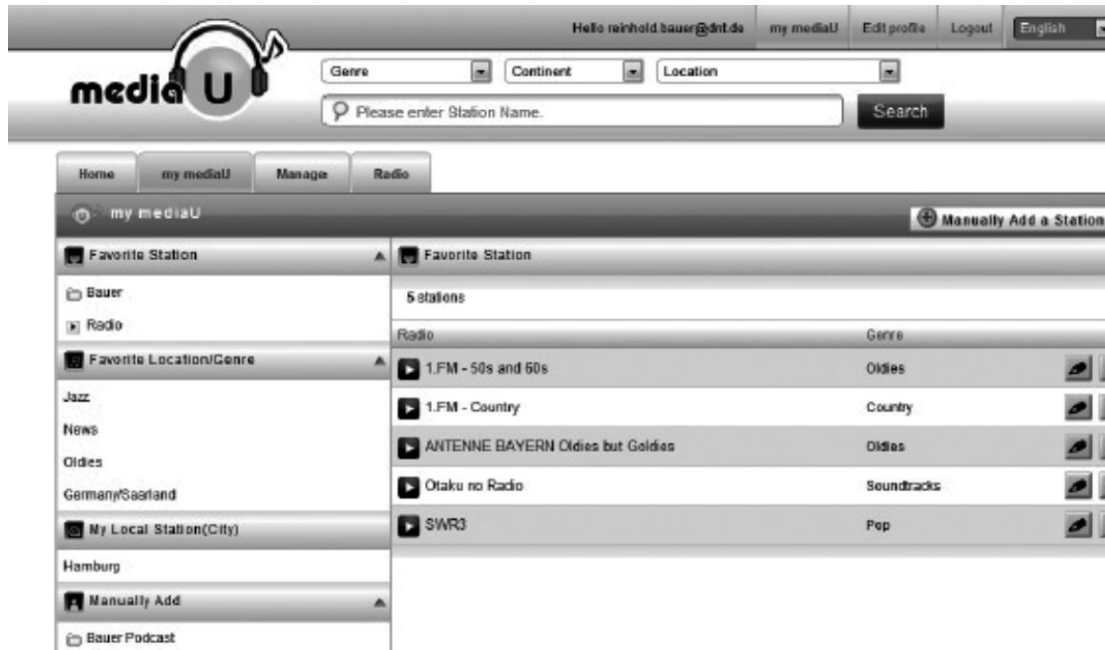 Hello reinhold.bauer@dnt.de my mediaU Edit profile Logout English
media U
Genre Continent Location
Please enter Station Name. Search
Home my mediaU Manage Radio
my mediaU Manually Add a Station
Favorite Station
Bauer
Radio
Favorite Location/Genre
Jazz
News
Oldies
Germany/Saarland
My Local Station(City)
Hamburg
Manually Add
Bauer Podcast
Favorite Station
5 stations
Radio Genre
1.FM - 50s and 60s Oldies
1.FM - Country Country
ANTENNE BAYERN Oldies but Goldies Oldies
Otaku no Radio Soundtracks
SWR3 Pop